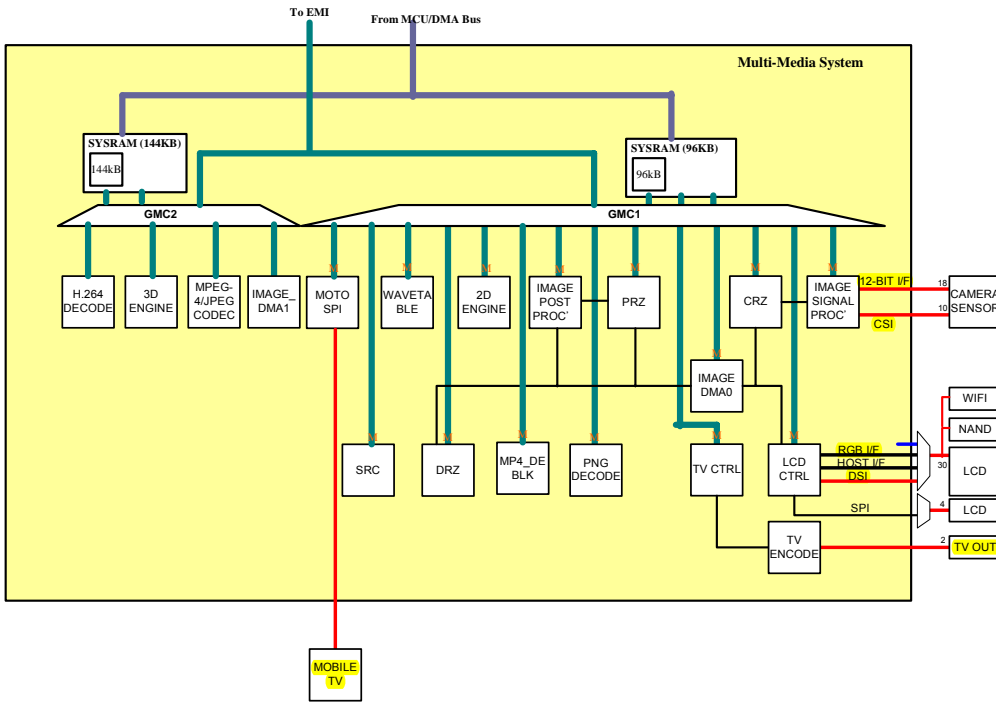 To EMI
From MCU/DMA Bus
Multi-Media System
SYSRAM (144KB)
144kB
SYSRAM (96KB)
96kB
GMC2
GMC1
H.264
DECODE
3D
ENGINE
MPEG-
4/JPEG
CODEC
IMAGE_
DMA1
MOTO
SPI
WAVETA
BLE
2D
ENGINE
IMAGE
POST
PROC'
PRZ
CRZ
IMAGE
SIGNAL
PROC'
M
M
M
M
M
M
M
12-BIT I/F
18
CSI
10
CAMERA
SENSOR
M
IMAGE
DMA0
WIFI
NAND
M
M
M
M
M
M
SRC
DRZ
MP4_DE
BLK
PNG
DECODE
TV CTRL
LCD
CTRL
RGB I/F
HOST I/F
DSI
30
LCD
SPI
4
LCD
TV
ENCODE
2
TV OUT
MOBILE
TV